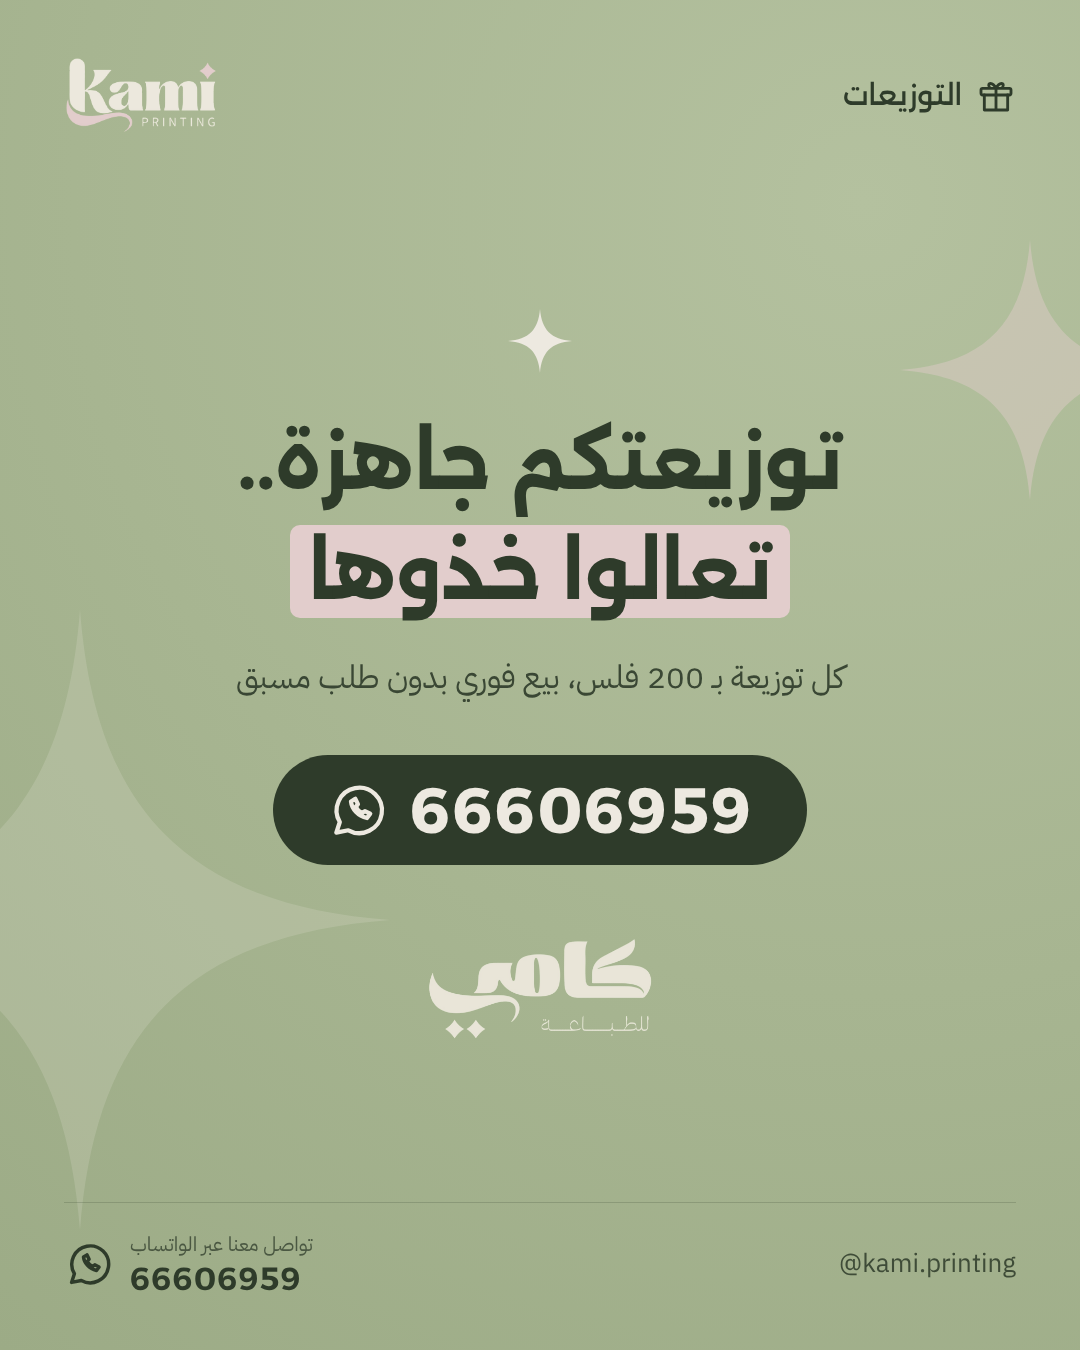 kami
PRINTING
التوزيعات
توزيعتكم جاهزة..
تعالوا خذوها
كل توزيعة بـ 200 فلس، بيع فوري بدون طلب مسبق
66606959
كامي
للطبـاعـة
تواصل معنا عبر الواتساب
66606959
@kami.printing